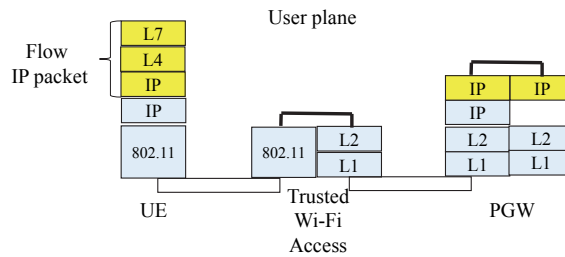 User plane
Flow
IP packet
L7
L4
IP
IP
802.11
802.11
L2
L1
IP
IP
IP
L2
L2
L1
L1
UE
Trusted
Wi-Fi
Access
PGW